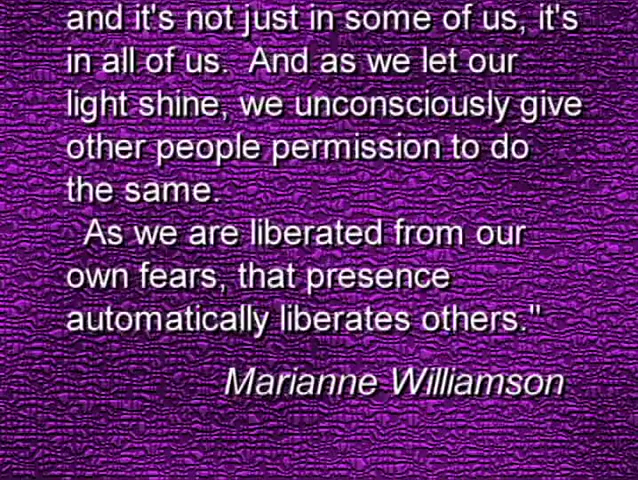 and it's not just in some of us, it's
in all of us.  And as we let our
light shine, we unconsciously give
other people permission to do
the same.
As we are liberated from our
own fears, that presence
automatically liberates others."
Marianne Williamson